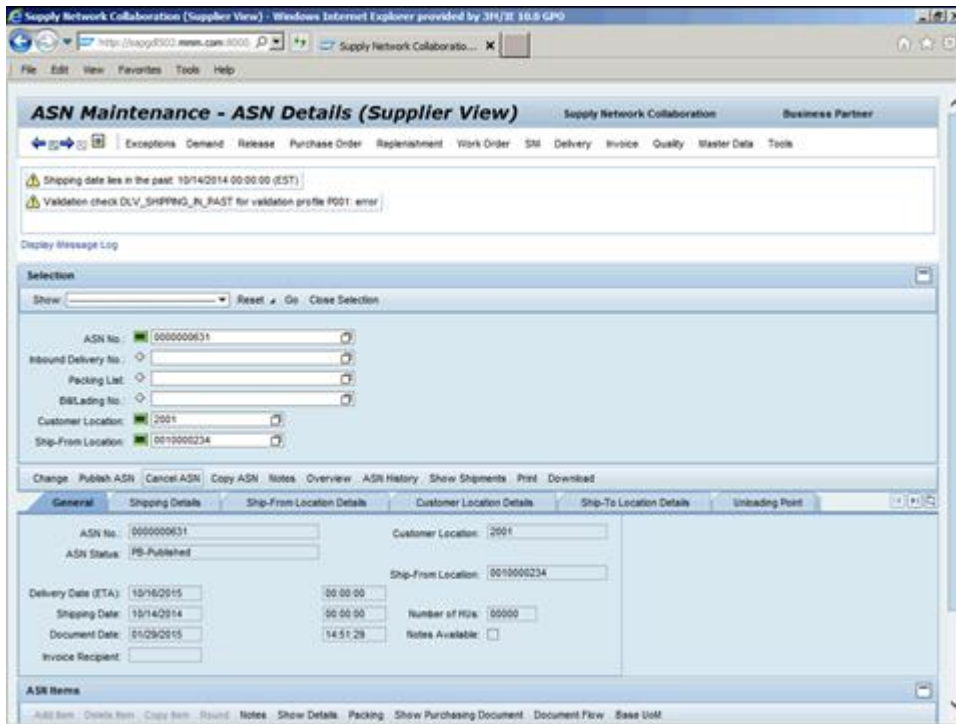 Supply Network Collaboration (Supplier View) - Windows Internet Explorer provided by 3M/IE 10.0 GPO
Supply Network Collaboratio...
File Edit View Favorites Tools Help
ASN Maintenance - ASN Details (Supplier View) Supply Network Collaboration Business Partner
Exceptions Demand Release Purchase Order Replenishment Work Order SNI Delivery Invoice Quality Master Data Tools
Shipping date lies in the past: 10/14/2014 00:00:00 (EST)
Validation check DLV_SHIPPING_IN_PAST for validation profile P001: error
Display Message Log
Selection
Show: Reset Go Close Selection
ASN No.: 0000000631
Inbound Delivery No.:
Packing List:
Bill/Lading No.:
Customer Location: 2001
Ship-From Location: 0010000234
Change Publish ASN Cancel ASN Copy ASN Notes Overview ASN History Show Shipments Print Download
General Shipping Details Ship-From Location Details Customer Location Details Ship-To Location Details Unloading Point
ASN No.: 0000000631 Customer Location: 2001
ASN Status: PB-Published
Ship-From Location: 0010000234
Delivery Date (ETA): 10/16/2015 00:00:00
Shipping Date: 10/14/2014 00:00:00 Number of HUs: 00000
Document Date: 01/29/2015 14:51:29 Notes Available:
Invoice Recipient:
ASN Items
Add Item Delete Item Copy Item Round Notes Show Details Packing Show Purchasing Document Document Flow Base UoM